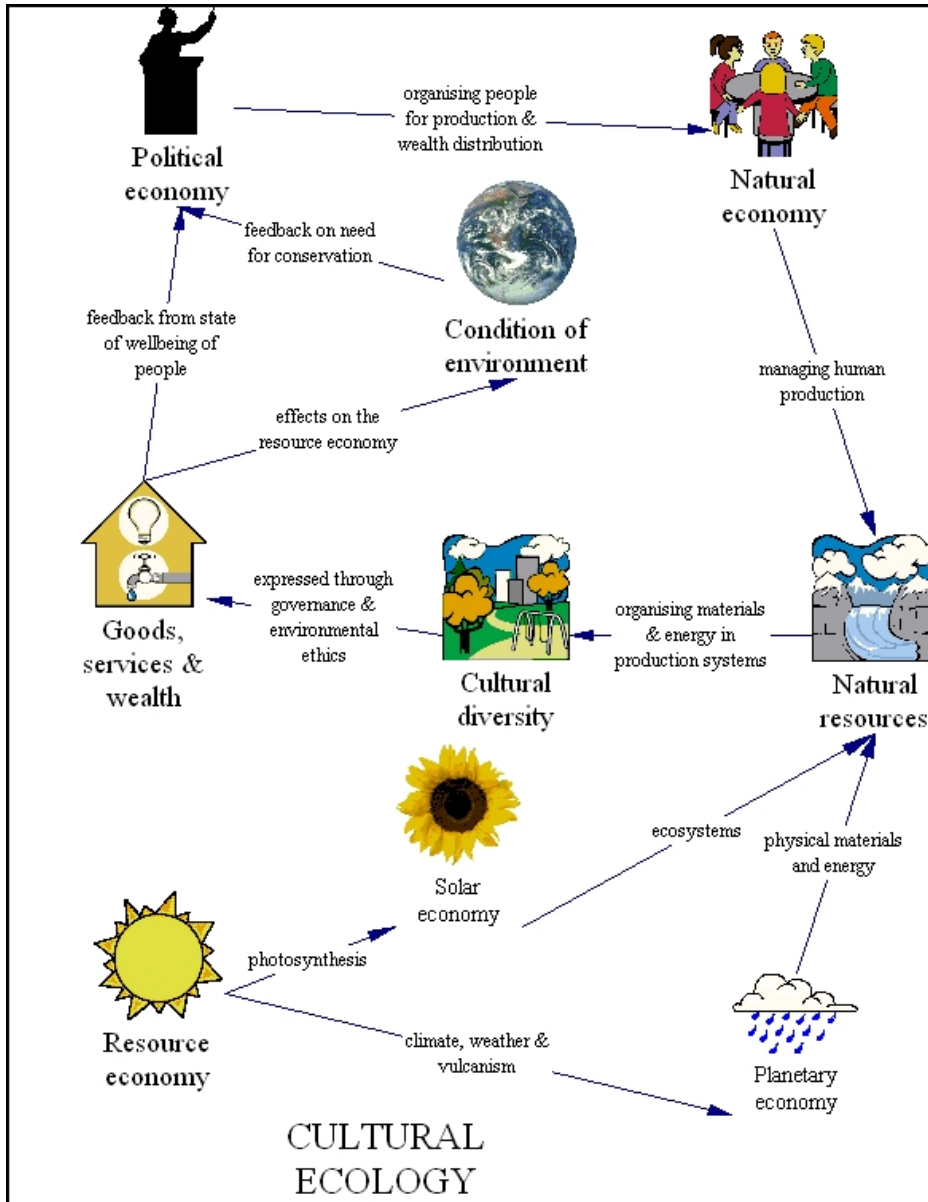 organising people
for production &
wealth distribution
Political
economy
Natural
economy
feedback on need
for conservation
Condition of
environment
feedback from state
of wellbeing of
people
managing human
production
effects on the
resource economy
expressed through
governance &
environmental
ethics
organising materials
& energy in
production systems
Goods,
services &
wealth
Cultural
diversity
Natural
resources
ecosystems
physical materials
and energy
Solar
economy
photosynthesis
Resource
economy
climate, weather &
vulcanism
Planetary
economy
CULTURAL
ECOLOGY